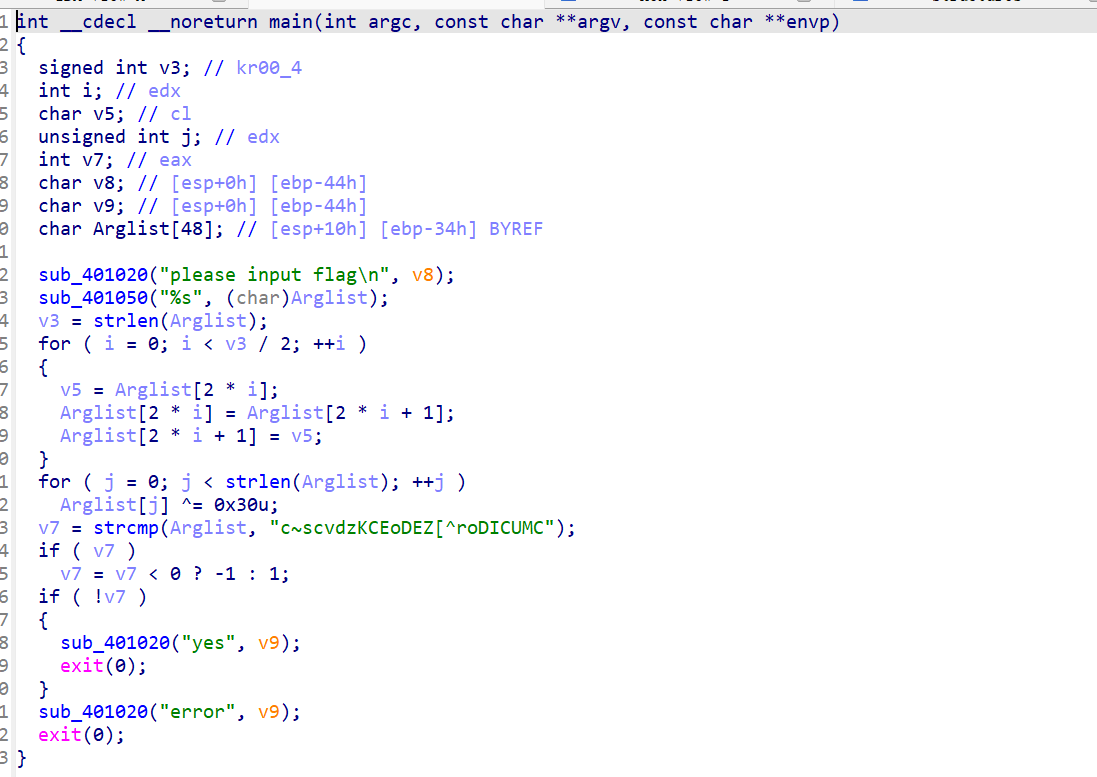 1 int __cdecl __noreturn main(int argc, const char **argv, const char **envp)
2 {
3 signed int v3; // kr00_4
4 int i; // edx
5 char v5; // cl
6 unsigned int j; // edx
7 int v7; // eax
8 char v8; // [esp+0h] [ebp-44h]
9 char v9; // [esp+0h] [ebp-44h]
0 char Arglist[48]; // [esp+10h] [ebp-34h] BYREF
1
2 sub_401020("please input flag\n", v8);
3 sub_401050("%s", (char)Arglist);
4 v3 = strlen(Arglist);
5 for ( i = 0; i < v3 / 2; ++i )
6 {
7 v5 = Arglist[2 * i];
8 Arglist[2 * i] = Arglist[2 * i + 1];
9 Arglist[2 * i + 1] = v5;
0 }
1 for ( j = 0; j < strlen(Arglist); ++j )
2 Arglist[j] ^= 0x30u;
3 v7 = strcmp(Arglist, "c~scvdzKCEoDEZ[^roDICUMC");
4 if ( v7 )
5 v7 = v7 < 0 ? -1 : 1;
6 if ( !v7 )
7 {
8 sub_401020("yes", v9);
9 exit(0);
0 }
1 sub_401020("error", v9);
2 exit(0);
3 }